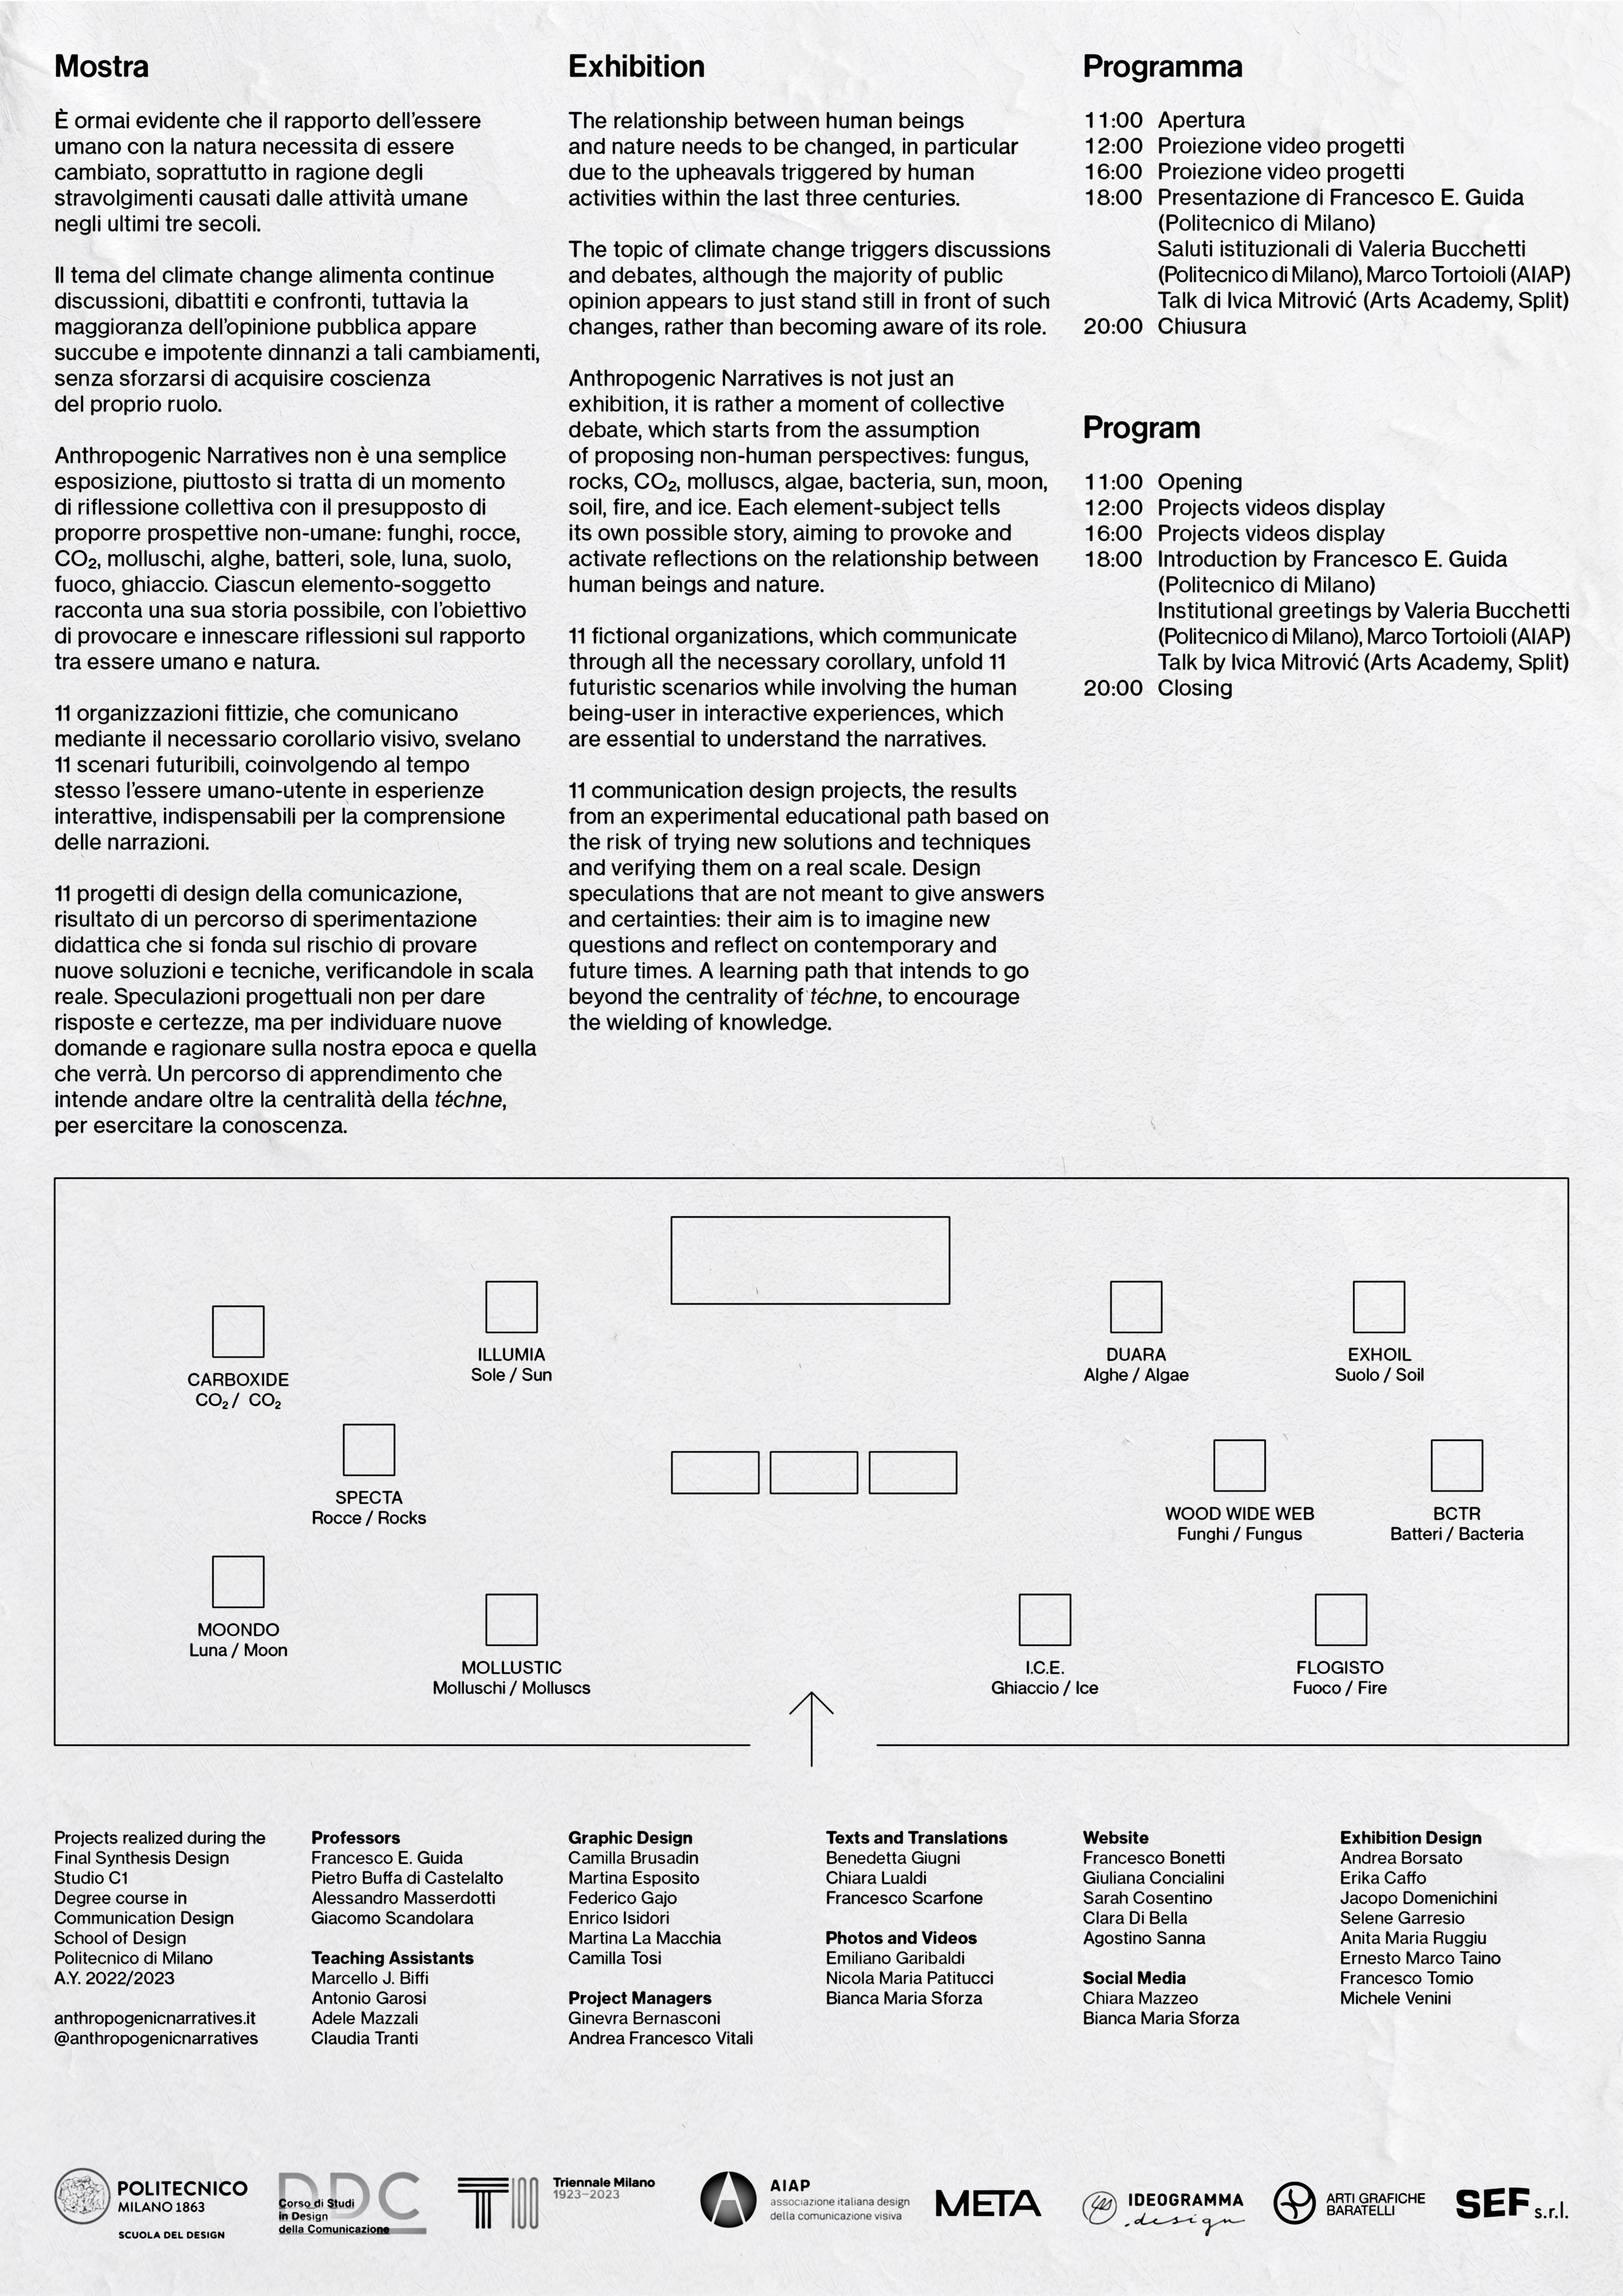 Mostra
È ormai evidente che il rapporto dell’essere
umano con la natura necessita di essere
cambiato, soprattutto in ragione degli
stravolgimenti causati dalle attività umane
negli ultimi tre secoli.
Il tema del climate change alimenta continue
discussioni, dibattiti e confronti, tuttavia la
maggioranza dell’opinione pubblica appare
succube e impotente dinnanzi a tali cambiamenti,
senza sforzarsi di acquisire coscienza
del proprio ruolo.
Anthropogenic Narratives non è una semplice
esposizione, piuttosto si tratta di un momento
di riflessione collettiva con il presupposto di
proporre prospettive non-umane: funghi, rocce,
CO₂, molluschi, alghe, batteri, sole, luna, suolo,
fuoco, ghiaccio. Ciascun elemento-soggetto
racconta una sua storia possibile, con l’obiettivo
di provocare e innescare riflessioni sul rapporto
tra essere umano e natura.
11 organizzazioni fittizie, che comunicano
mediante il necessario corollario visivo, svelano
11 scenari futuribili, coinvolgendo al tempo
stesso l’essere umano-utente in esperienze
interattive, indispensabili per la comprensione
delle narrazioni.
11 progetti di design della comunicazione,
risultato di un percorso di sperimentazione
didattica che si fonda sul rischio di provare
nuove soluzioni e tecniche, verificandole in scala
reale. Speculazioni progettuali non per dare
risposte e certezze, ma per individuare nuove
domande e ragionare sulla nostra epoca e quella
che verrà. Un percorso di apprendimento che
intende andare oltre la centralità della téchne,
per esercitare la conoscenza.
Exhibition
The relationship between human beings
and nature needs to be changed, in particular
due to the upheavals triggered by human
activities within the last three centuries.
The topic of climate change triggers discussions
and debates, although the majority of public
opinion appears to just stand still in front of such
changes, rather than becoming aware of its role.
Anthropogenic Narratives is not just an
exhibition, it is rather a moment of collective
debate, which starts from the assumption
of proposing non-human perspectives: fungus,
rocks, CO₂, molluscs, algae, bacteria, sun, moon,
soil, fire, and ice. Each element-subject tells
its own possible story, aiming to provoke and
activate reflections on the relationship between
human beings and nature.
11 fictional organizations, which communicate
through all the necessary corollary, unfold 11
futuristic scenarios while involving the human
being-user in interactive experiences, which
are essential to understand the narratives.
11 communication design projects, the results
from an experimental educational path based on
the risk of trying new solutions and techniques
and verifying them on a real scale. Design
speculations that are not meant to give answers
and certainties: their aim is to imagine new
questions and reflect on contemporary and
future times. A learning path that intends to go
beyond the centrality of téchne, to encourage
the wielding of knowledge.
Programma
11:00 Apertura
12:00 Proiezione video progetti
16:00 Proiezione video progetti
18:00 Presentazione di Francesco E. Guida
(Politecnico di Milano)
Saluti istituzionali di Valeria Bucchetti
(Politecnico di Milano), Marco Tortoioli (AIAP)
Talk di Ivica Mitrović (Arts Academy, Split)
20:00 Chiusura
Program
11:00 Opening
12:00 Projects videos display
16:00 Projects videos display
18:00 Introduction by Francesco E. Guida
(Politecnico di Milano)
Institutional greetings by Valeria Bucchetti
(Politecnico di Milano), Marco Tortoioli (AIAP)
Talk by Ivica Mitrović (Arts Academy, Split)
20:00 Closing
CARBOXIDE
CO₂ / CO₂
ILLUMIA
Sole / Sun
DUARA
Alghe / Algae
EXHOIL
Suolo / Soil
SPECTA
Rocce / Rocks
WOOD WIDE WEB
Funghi / Fungus
BCTR
Batteri / Bacteria
MOONDO
Luna / Moon
MOLLUSTIC
Molluschi / Molluscs
I.C.E.
Ghiaccio / Ice
FLOGISTO
Fuoco / Fire
Projects realized during the
Final Synthesis Design
Studio C1
Degree course in
Communication Design
School of Design
Politecnico di Milano
A.Y. 2022/2023
anthropogenicnarratives.it
@anthropogenicnarratives
Professors
Francesco E. Guida
Pietro Buffa di Castelalto
Alessandro Masserdotti
Giacomo Scandolara
Teaching Assistants
Marcello J. Biffi
Antonio Garosi
Adele Mazzali
Claudia Tranti
Graphic Design
Camilla Brusadin
Martina Esposito
Federico Gajo
Enrico Isidori
Martina La Macchia
Camilla Tosi
Project Managers
Ginevra Bernasconi
Andrea Francesco Vitali
Texts and Translations
Benedetta Giugni
Chiara Lualdi
Francesco Scarfone
Photos and Videos
Emiliano Garibaldi
Nicola Maria Patitucci
Bianca Maria Sforza
Website
Francesco Bonetti
Giuliana Concialini
Sarah Cosentino
Clara Di Bella
Agostino Sanna
Social Media
Chiara Mazzeo
Bianca Maria Sforza
Exhibition Design
Andrea Borsato
Erika Caffo
Jacopo Domenichini
Selene Garresio
Anita Maria Ruggiu
Ernesto Marco Taino
Francesco Tomio
Michele Venini
POLITECNICO
MILANO 1863
SCUOLA DEL DESIGN
DDC
Corso di Studi
in Design
della Comunicazione
T100
Triennale Milano
1923–2023
AIAP
associazione italiana design
della comunicazione visiva
META
IDEOGRAMMA
.design
ARTI GRAFICHE
BARATELLI
SEF s.r.l.